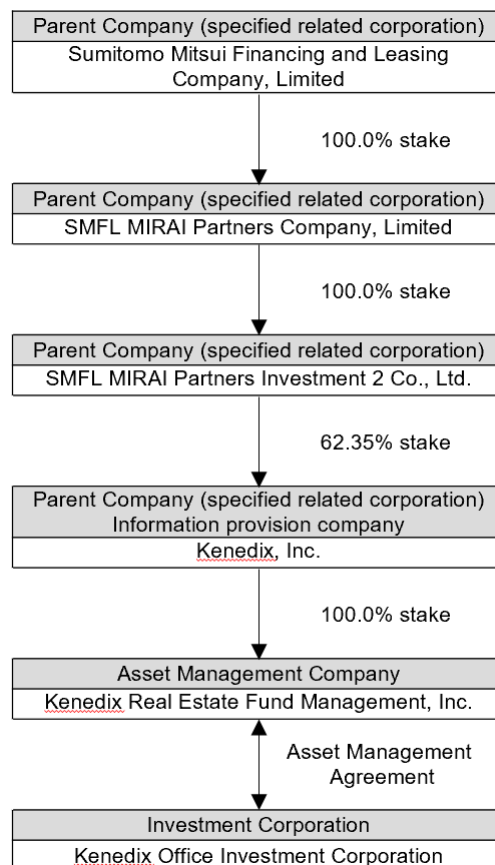 Parent Company (specified related corporation)
Sumitomo Mitsui Financing and Leasing
Company, Limited
100.0% stake
Parent Company (specified related corporation)
SMFL MIRAI Partners Company, Limited
100.0% stake
Parent Company (specified related corporation)
SMFL MIRAI Partners Investment 2 Co., Ltd.
62.35% stake
Parent Company (specified related corporation)
Information provision company
Kenedix, Inc.
100.0% stake
Asset Management Company
Kenedix Real Estate Fund Management, Inc.
Asset Management
Agreement
Investment Corporation
Kenedix Office Investment Corporation